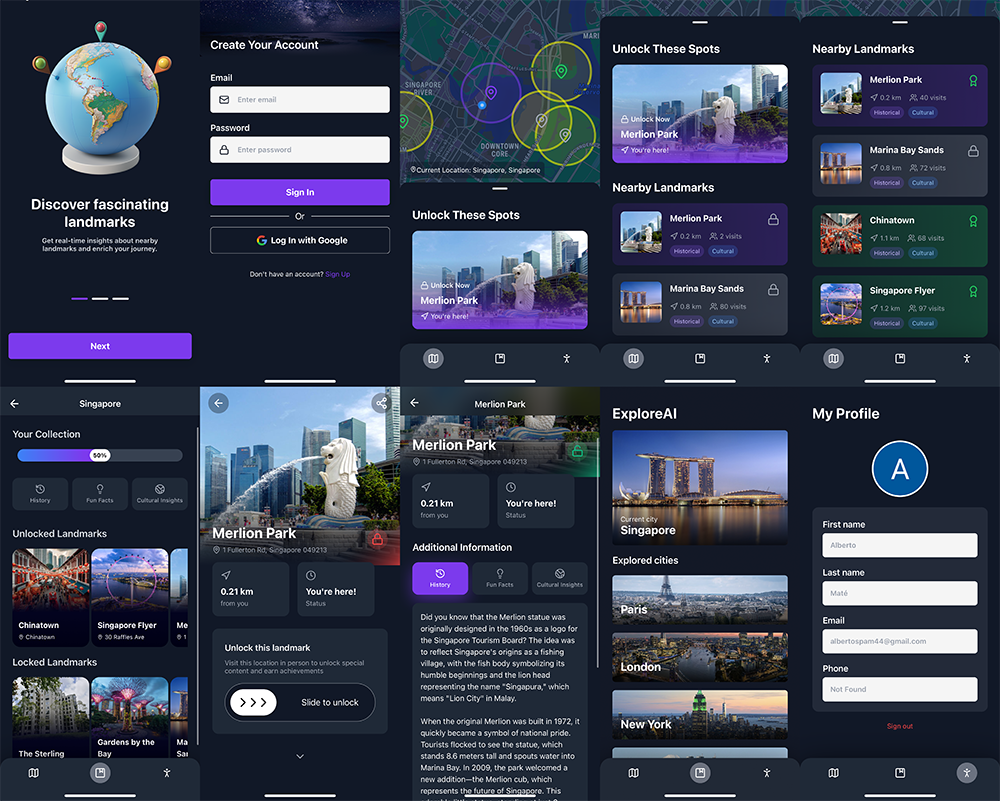 Discover fascinating
landmarks
Get real-time insights about nearby
landmarks and enrich your journey.
Next
Create Your Account
Email
Enter email
Password
Enter password
Sign In
Or
Log In with Google
Don't have an account? Sign Up
SINGAPORE
RIVER
MARI
DOWNTOWN
CORE
Current Location: Singapore, Singapore
Unlock These Spots
Unlock Now
Merlion Park
You're here!
Unlock These Spots
Unlock Now
Merlion Park
You're here!
Nearby Landmarks
Merlion Park
0.2 km 2 visits
Historical Cultural
Marina Bay Sands
0.8 km 80 visits
Historical Cultural
Nearby Landmarks
Merlion Park
0.2 km 40 visits
Historical Cultural
Marina Bay Sands
0.8 km 72 visits
Historical Cultural
Chinatown
1.1 km 68 visits
Historical Cultural
Singapore Flyer
1.2 km 97 visits
Historical Cultural
Singapore
Your Collection
50%
History Fun Facts Cultural Insights
Unlocked Landmarks
Chinatown Singapore Flyer Me
Chinatown 30 Raffles Ave 1
Locked Landmarks
The Sterling Gardens by the Ma
Bay Sa
Merlion Park
1 Fullerton Rd, Singapore 049213
0.21 km
from you
You're here!
Status
Unlock this landmark
Visit this location in person to unlock special
content and earn achievements
Slide to unlock
Merlion Park
Merlion Park
1 Fullerton Rd, Singapore 049213
0.21 km
from you
You're here!
Status
Additional Information
History Fun Facts Cultural Insights
Did you know that the Merlion statue was
originally designed in the 1960s as a logo for
the Singapore Tourism Board? The idea was
to reflect Singapore's origins as a fishing
village, with the fish body symbolizing its
humble beginnings and the lion head
representing the name "Singapura," which
means "Lion City" in Malay.
When the original Merlion was built in 1972, it
quickly became a symbol of national pride.
Tourists flocked to see the statue, which
stands 8.6 meters tall and spouts water into
Marina Bay. In 2009, the park welcomed a
new addition—the Merlion cub, which
represents the future of Singapore. This
ExploreAI
Current city
Singapore
Explored cities
Paris
London
New York
My Profile
A
First name
Alberto
Last name
Maté
Email
albertospam44@gmail.com
Phone
Not Found
Sign out